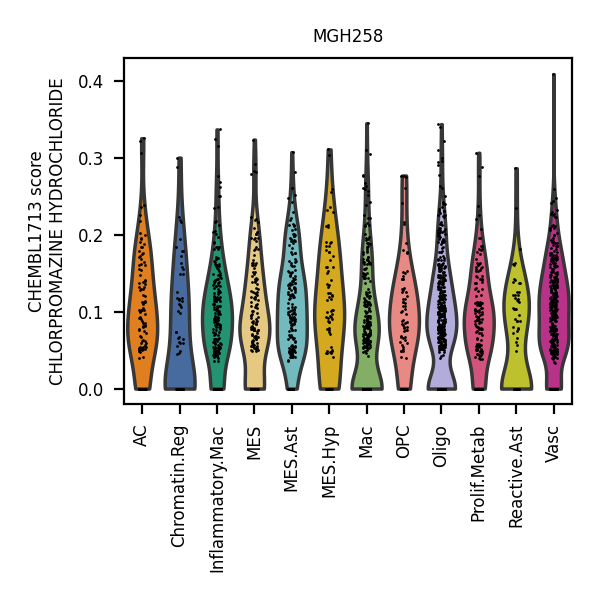 MGH258
CHEMBL1713 score
CHLORPROMAZINE HYDROCHLORIDE
0.4
0.3
0.2
0.1
0.0
AC
Chromatin.Reg
Inflammatory.Mac
MES
MES.Ast
MES.Hyp
Mac
OPC
Oligo
Prolif.Metab
Reactive.Ast
Vasc